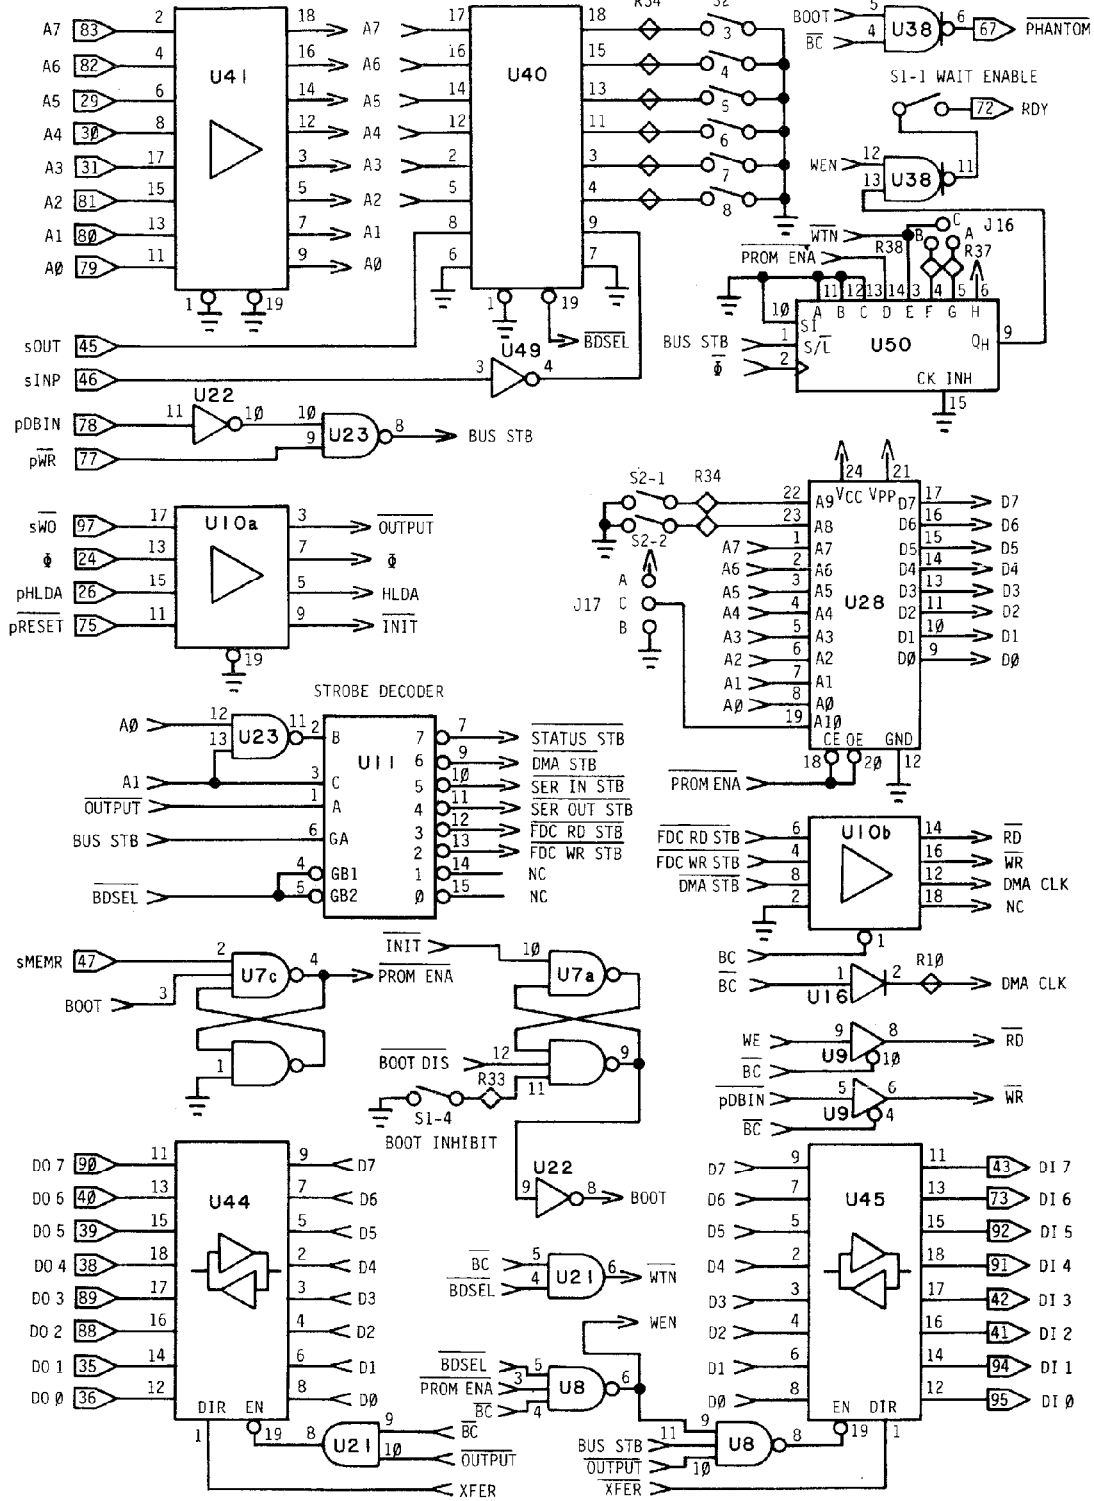 A7 83 2 18 A7 17 18 R34 S2 3
A6 82 4 16 A6 16 15 4
A5 29 6 U41 14 A5 14 U40 13 5
A4 30 8 12 A4 12 11 6
A3 31 17 3 A3 2 3 7
A2 81 15 5 A2 5 4 8
A1 80 13 7 A1 8 9
A0 79 11 9 A0 6 7
1 19 1 19
BDSEL
sOUT 45
sINP 46 3 U49 4
BOOT 5 U38 6 67 PHANTOM
BC 4
S1-1 WAIT ENABLE
72 RDY
WEN 12 U38 11
13
C J16
WTN R38 B A
PROM ENA R37
11 12 13 14 3 4 5 6
A B C D E F G H
10 SI
BUS STB 1 S/L U50 QH 9
Φ 2
CK INH
15
U22
pDBIN 78 11 10 10 U23 8 BUS STB
pWR 77 9
U10a
sWO 97 17 3 OUTPUT
Φ 24 13 7 Φ
pHLDA 26 15 5 HLDA
pRESET 75 11 9 INIT
19
S2-1 R34
S2-2
24 21
VCC VPP
22 A9 D7 17 D7
23 A8 D6 16 D6
A7 1 A7 D5 15 D5
A6 2 A6 D4 14 D4
A5 3 A5 D3 13 D3
A4 4 A4 U28 D2 11 D2
A3 5 A3 D1 10 D1
A2 6 A2 D0 9 D0
A1 7 A1
A0 8 A0
19 A10
CE OE GND
18 20 12
PROM ENA
A
J17 C
B
STROBE DECODER
A0 12 U23 11 2 B U11 7 7 STATUS STB
13 6 9 DMA STB
A1 3 C 5 10 SER IN STB
OUTPUT 1 A 4 11 SER OUT STB
3 12 FDC RD STB
BUS STB 6 GA 2 13 FDC WR STB
4 GB1 1 14 NC
BDSEL 5 GB2 0 15 NC
U10b
FDC RD STB 6 14 RD
FDC WR STB 4 16 WR
DMA STB 8 12 DMA CLK
2 18 NC
BC 1
BC 1 U16 2 R10 DMA CLK
WE 9 U9 8 RD
BC 10
pDBIN 5 U9 6 WR
BC 4
sMEMR 47 2 U7c 4 PROM ENA
BOOT 3
1
INIT 10 U7a
BOOT DIS 12 9
R33 11
S1-4
BOOT INHIBIT
U22
9 8 BOOT
BC 5 U21 6 WTN
BDSEL 4
WEN
BDSEL 5
PROM ENA 3 U8 6
BC 4
DO 7 90 11 9 D7
DO 6 40 13 U44 7 D6
DO 5 39 15 5 D5
DO 4 38 18 2 D4
DO 3 89 17 3 D3
DO 2 88 16 4 D2
DO 1 35 14 6 D1
DO 0 36 12 8 D0
DIR EN
1 19 8 U21 9 BC
10 OUTPUT
XFER
D7 9 11 43 DI 7
D6 7 U45 13 73 DI 6
D5 5 15 92 DI 5
D4 2 18 91 DI 4
D3 3 17 42 DI 3
D2 4 16 41 DI 2
D1 6 14 94 DI 1
D0 8 12 95 DI 0
EN DIR
9 U8 8 19 1
BUS STB 11
OUTPUT 10
XFER